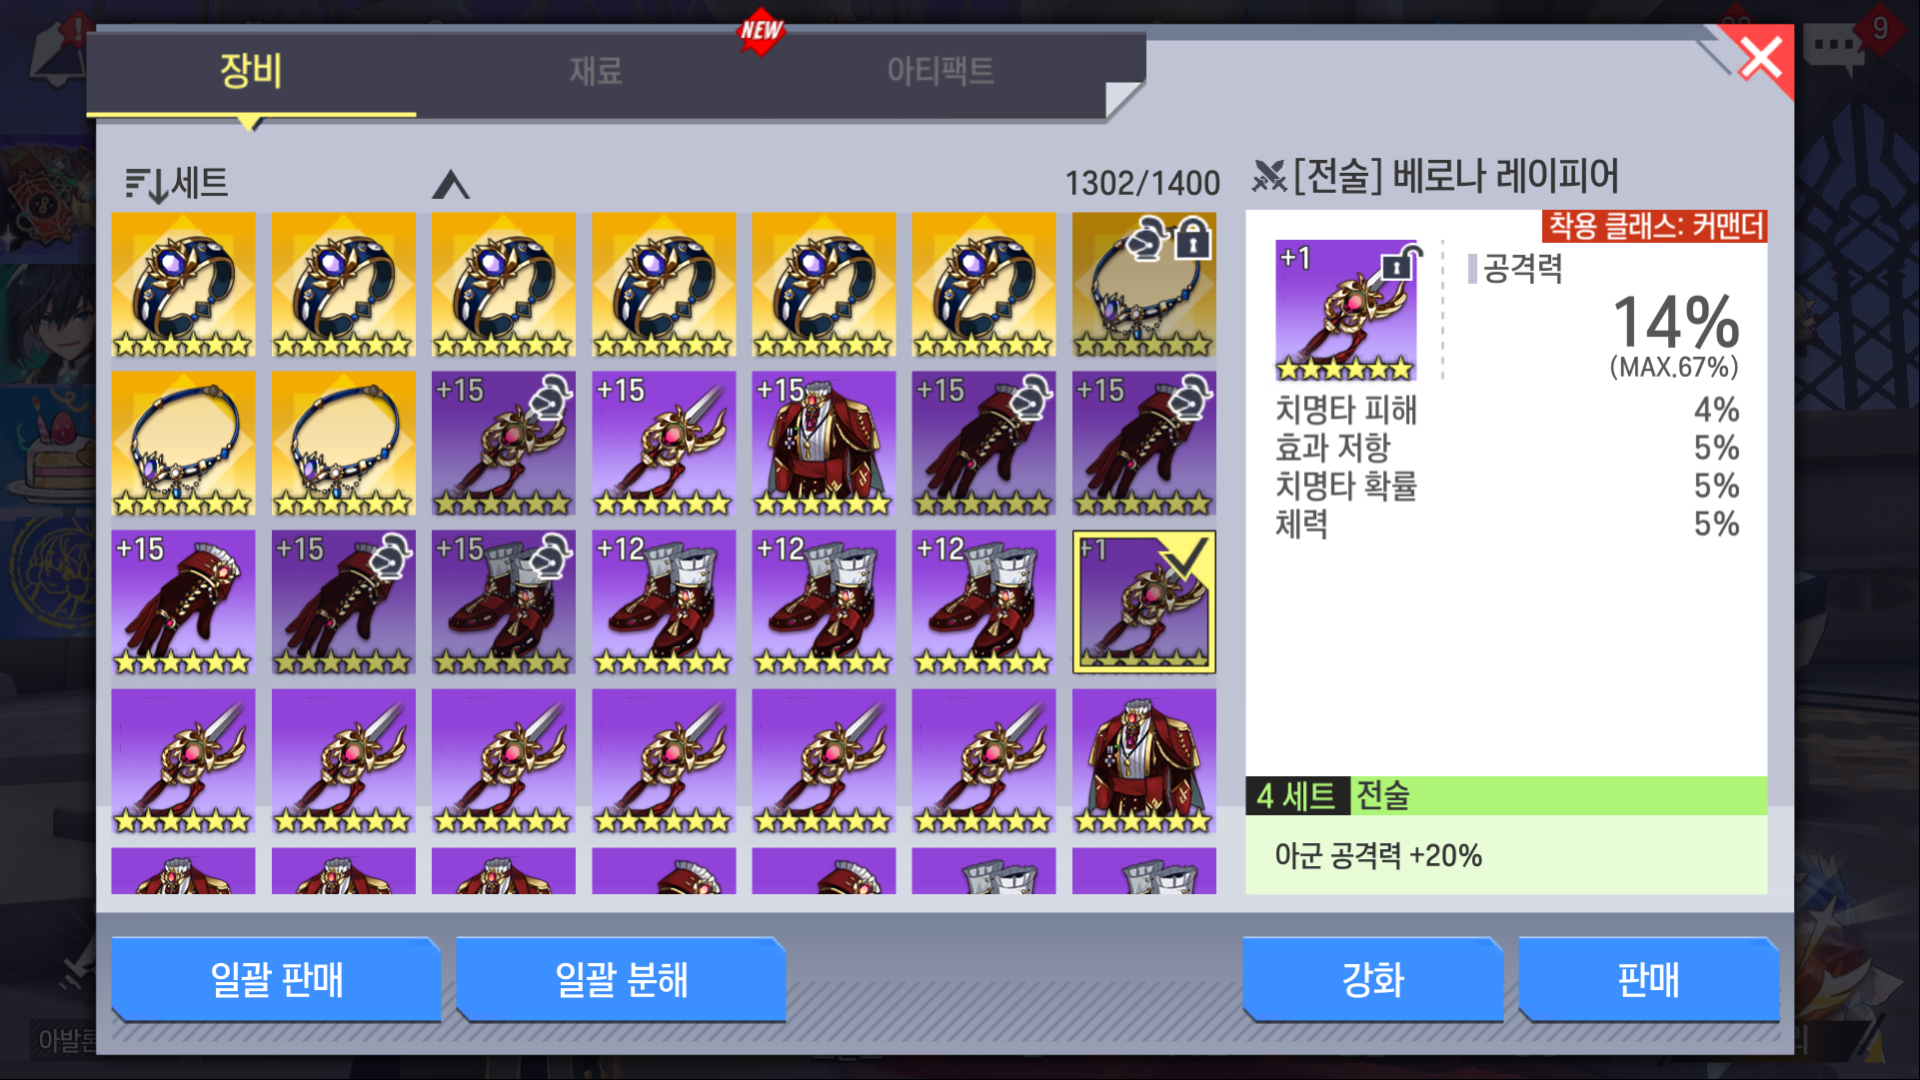 NEW
9
장비
재료
아티팩트
세트
1302/1400
[전술] 베로나 레이피어
착용 클래스: 커맨더
+1
공격력
14%
(MAX.67%)
치명타 피해 4%
효과 저항 5%
치명타 확률 5%
체력 5%
+15 +15 +15 +15 +15
+15 +15 +15 +12 +12 +12 +1
4 세트 전술
아군 공격력 +20%
일괄 판매
일괄 분해
강화
판매
아발론